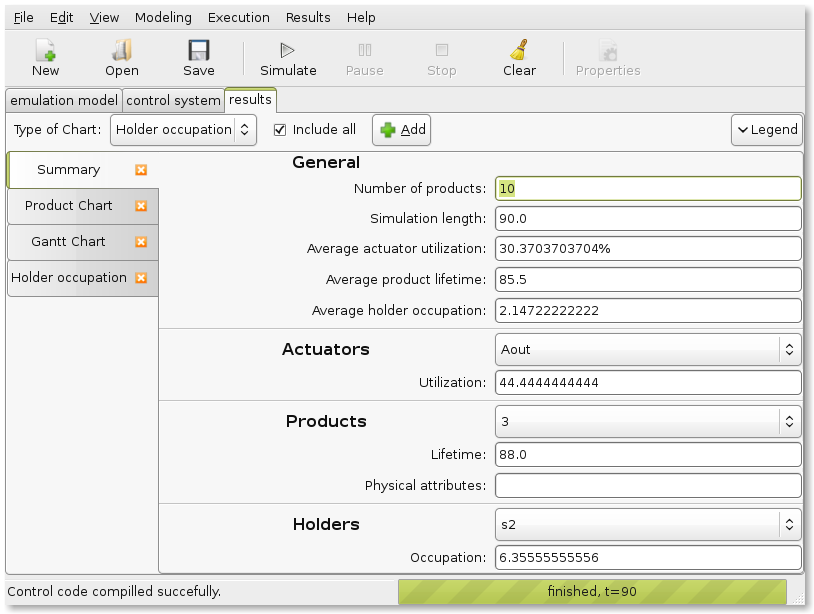 File Edit View Modeling Execution Results Help
New Open Save Simulate Pause Stop Clear Properties
emulation model control system results
Type of Chart: Holder occupation Include all Add Legend
Summary
Product Chart
Gantt Chart
Holder occupation
General
Number of products: 10
Simulation length: 90.0
Average actuator utilization: 30.3703703704%
Average product lifetime: 85.5
Average holder occupation: 2.14722222222
Actuators Aout
Utilization: 44.4444444444
Products 3
Lifetime: 88.0
Physical attributes:
Holders s2
Occupation: 6.35555555556
Control code compilled succefully. finished, t=90